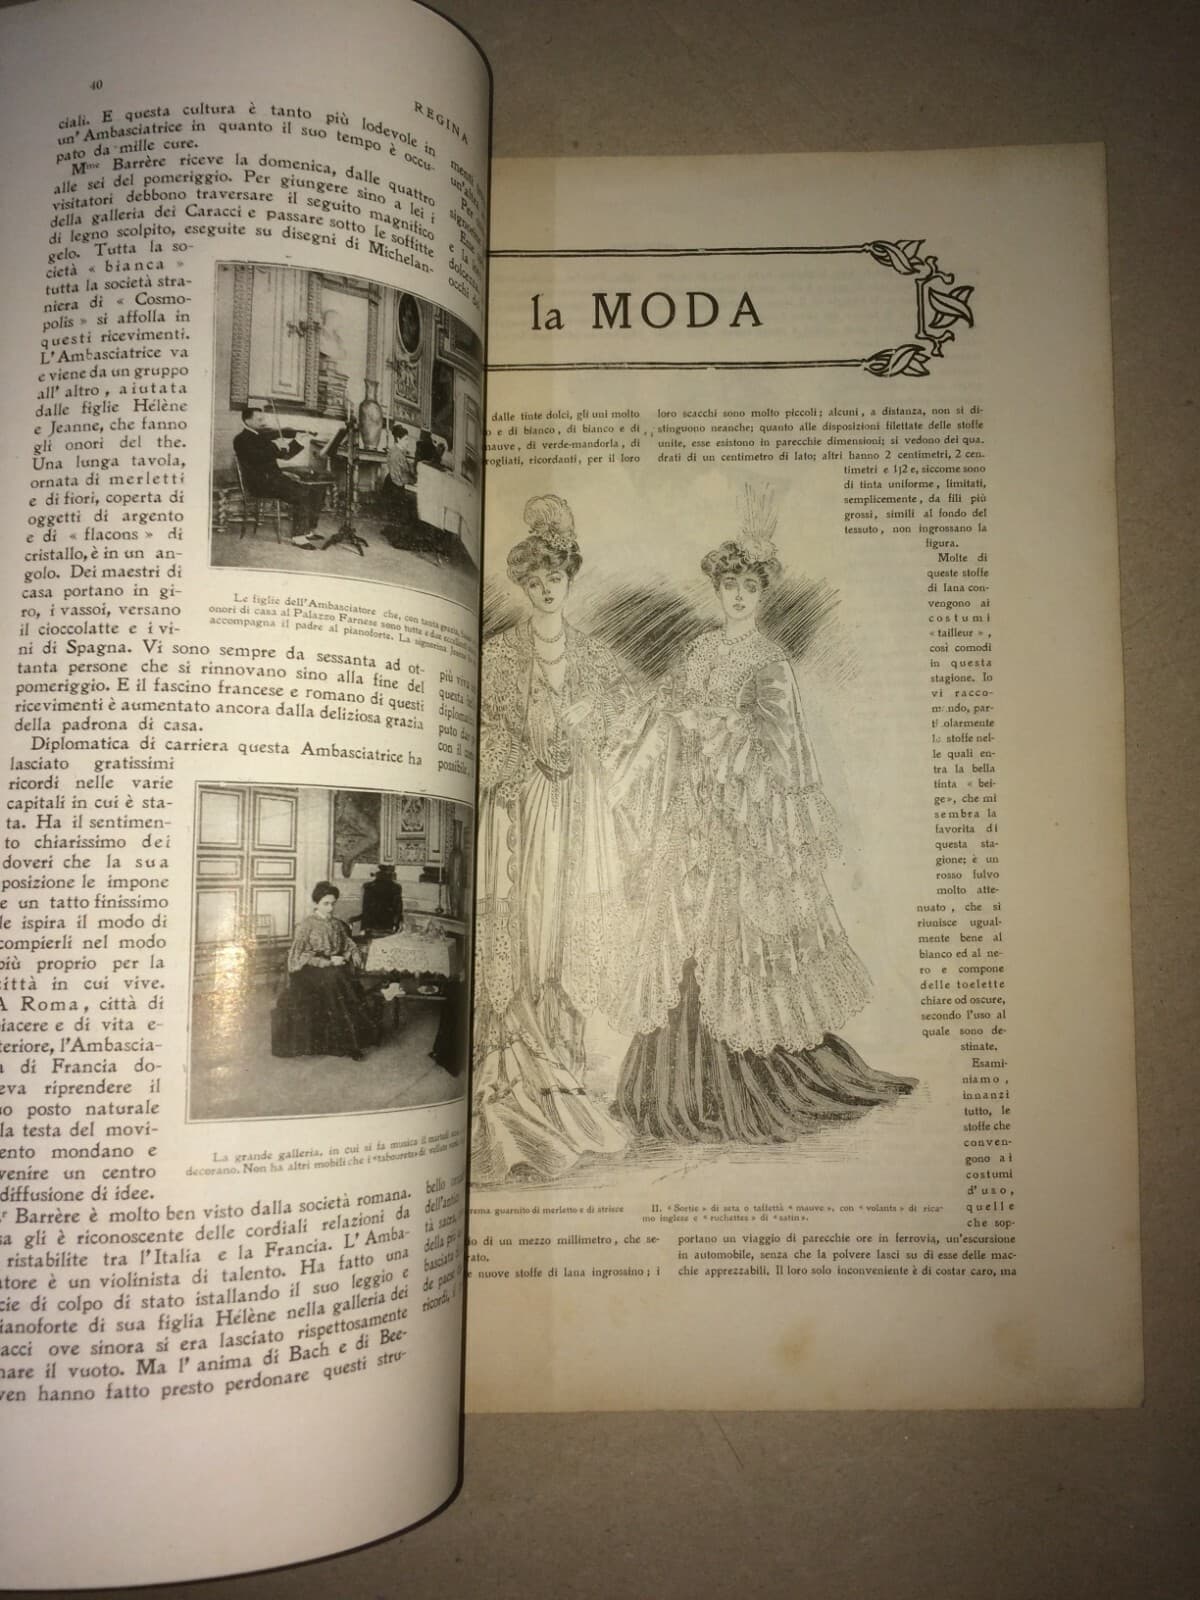 40
REGINA
ciali. E questa cultura è tanto più lodevole in
un' Ambasciatrice in quanto il suo tempo è occu-
pato da mille cure.
Mme Barrère riceve la domenica, dalle quattro
alle sei del pomeriggio. Per giungere sino a lei i
visitatori debbono traversare il seguito magnifico
della galleria dei Caracci e passare sotto le soffitte
di legno scolpito, eseguite su disegni di Michelan-
gelo. Tutta la so-
cietà « bianca »
tutta la società stra-
niera di « Cosmo-
polis » si affolla in
questi ricevimenti.
L'Ambasciatrice va
e viene da un gruppo
all' altro, aiutata
dalle figlie Hélène
e Jeanne, che fanno
gli onori del the.
Una lunga tavola,
ornata di merletti
e di fiori, coperta di
oggetti di argento
e di « flacons » di
cristallo, è in un an-
golo. Dei maestri di
casa portano in gi-
ro, i vassoi, versano
il cioccolatte e i vi-
ni di Spagna. Vi sono sempre da sessanta ad ot-
tanta persone che si rinnovano sino alla fine del
pomeriggio. E il fascino francese e romano di questi
ricevimenti è aumentato ancora dalla deliziosa grazia
della padrona di casa.
Diplomatica di carriera questa Ambasciatrice ha
lasciato gratissimi
ricordi nelle varie
capitali in cui è sta-
ta. Ha il sentimen-
to chiarissimo dei
doveri che la sua
posizione le impone
e un tatto finissimo
le ispira il modo di
compierli nel modo
più proprio per la
città in cui vive.
A Roma, città di
piacere e di vita e-
teriore, l'Ambascia-
di Francia do-
eva riprendere il
posto naturale
la testa del movi-
ento mondano e
venire un centro
diffusione di idee.
Barrère è molto ben visto dalla società romana.
sa gli è riconoscente delle cordiali relazioni da
ristabilite tra l'Italia e la Francia. L' Amba-
atore è un violinista di talento. Ha fatto una
cie di colpo di stato istallando il suo leggio e
ianoforte di sua figlia Hélène nella galleria dei
acci ove sinora si era lasciato rispettosamente
nare il vuoto. Ma l' anima di Bach e di Bee-
ven hanno fatto presto perdonare questi stru-
Le figlie dell'Ambasciatore che, con tanta grazia,
onori di casa al Palazzo Farnese sono tutte e due eccellenti
accompagna il padre al pianoforte. La signorina Jeanne
La grande galleria, in cui si fa musica il martedì
decorano. Non ha altri mobili che i «tabourets» di velluto
la MODA
dalle tinte dolci, gli uni molto
o e di bianco, di bianco e di
mauve, di verde-mandorla, di
rogliati, ricordanti, per il loro
loro scacchi sono molto piccoli; alcuni, a distanza, non si di-
stinguono neanche; quanto alle disposizioni filettate delle stoffe
unite, esse esistono in parecchie dimensioni; si vedono dei qua.
drati di un centimetro di lato; altri hanno 2 centimetri, 2 cen-
timetri e 1|2 e, siccome sono
di tinta uniforme, limitati,
semplicemente, da fili più
grossi, simili al fondo del
tessuto, non ingrossano la
figura.
Molte di
queste stoffe
di lana con-
vengono ai
costumi
« tailleur »,
così comodi
in questa
stagione. Io
vi racco-
mando, par-
ticolarmente
le stoffe nel-
le quali en-
tra la bella
tinta « bei-
ge», che mi
sembra la
favorita di
questa sta-
gione; è un
rosso fulvo
molto atte-
nuato, che si
riunisce ugual-
mente bene al
bianco ed al ne-
ro e compone
delle toelette
chiare od oscure,
secondo l'uso al
quale sono de-
stinate.
Esami-
niamo,
innanzi
tutto, le
stoffe che
conven-
gono ai
costumi
d'uso,
quelle
che sop-
rema guarnito di merletto e di strisce
II. « Sortie » di seta o taffettà « mauve », con « volants » di rica-
mo inglese e « ruchettes » di « satin ».
di un mezzo millimetro, che se-
ato.
e nuove stoffe di lana ingrossino; i
portano un viaggio di parecchie ore in ferrovia, un'escursione
in automobile, senza che la polvere lasci su di esse delle mac-
chie apprezzabili. Il loro solo inconveniente è di costar caro, ma